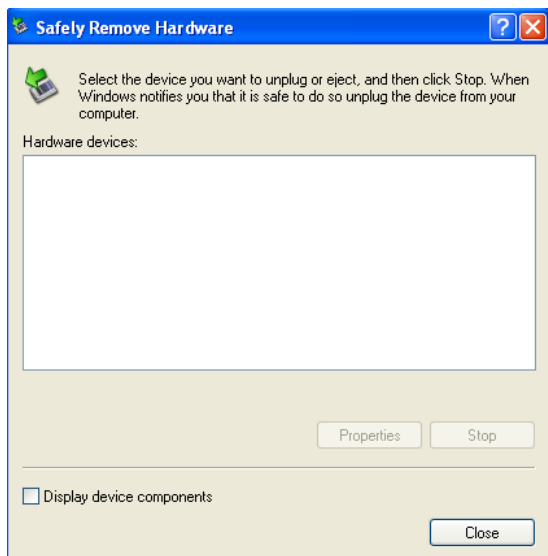 Safely Remove Hardware
Select the device you want to unplug or eject, and then click Stop. When
Windows notifies you that it is safe to do so unplug the device from your
computer.
Hardware devices:
Properties
Stop
Display device components
Close